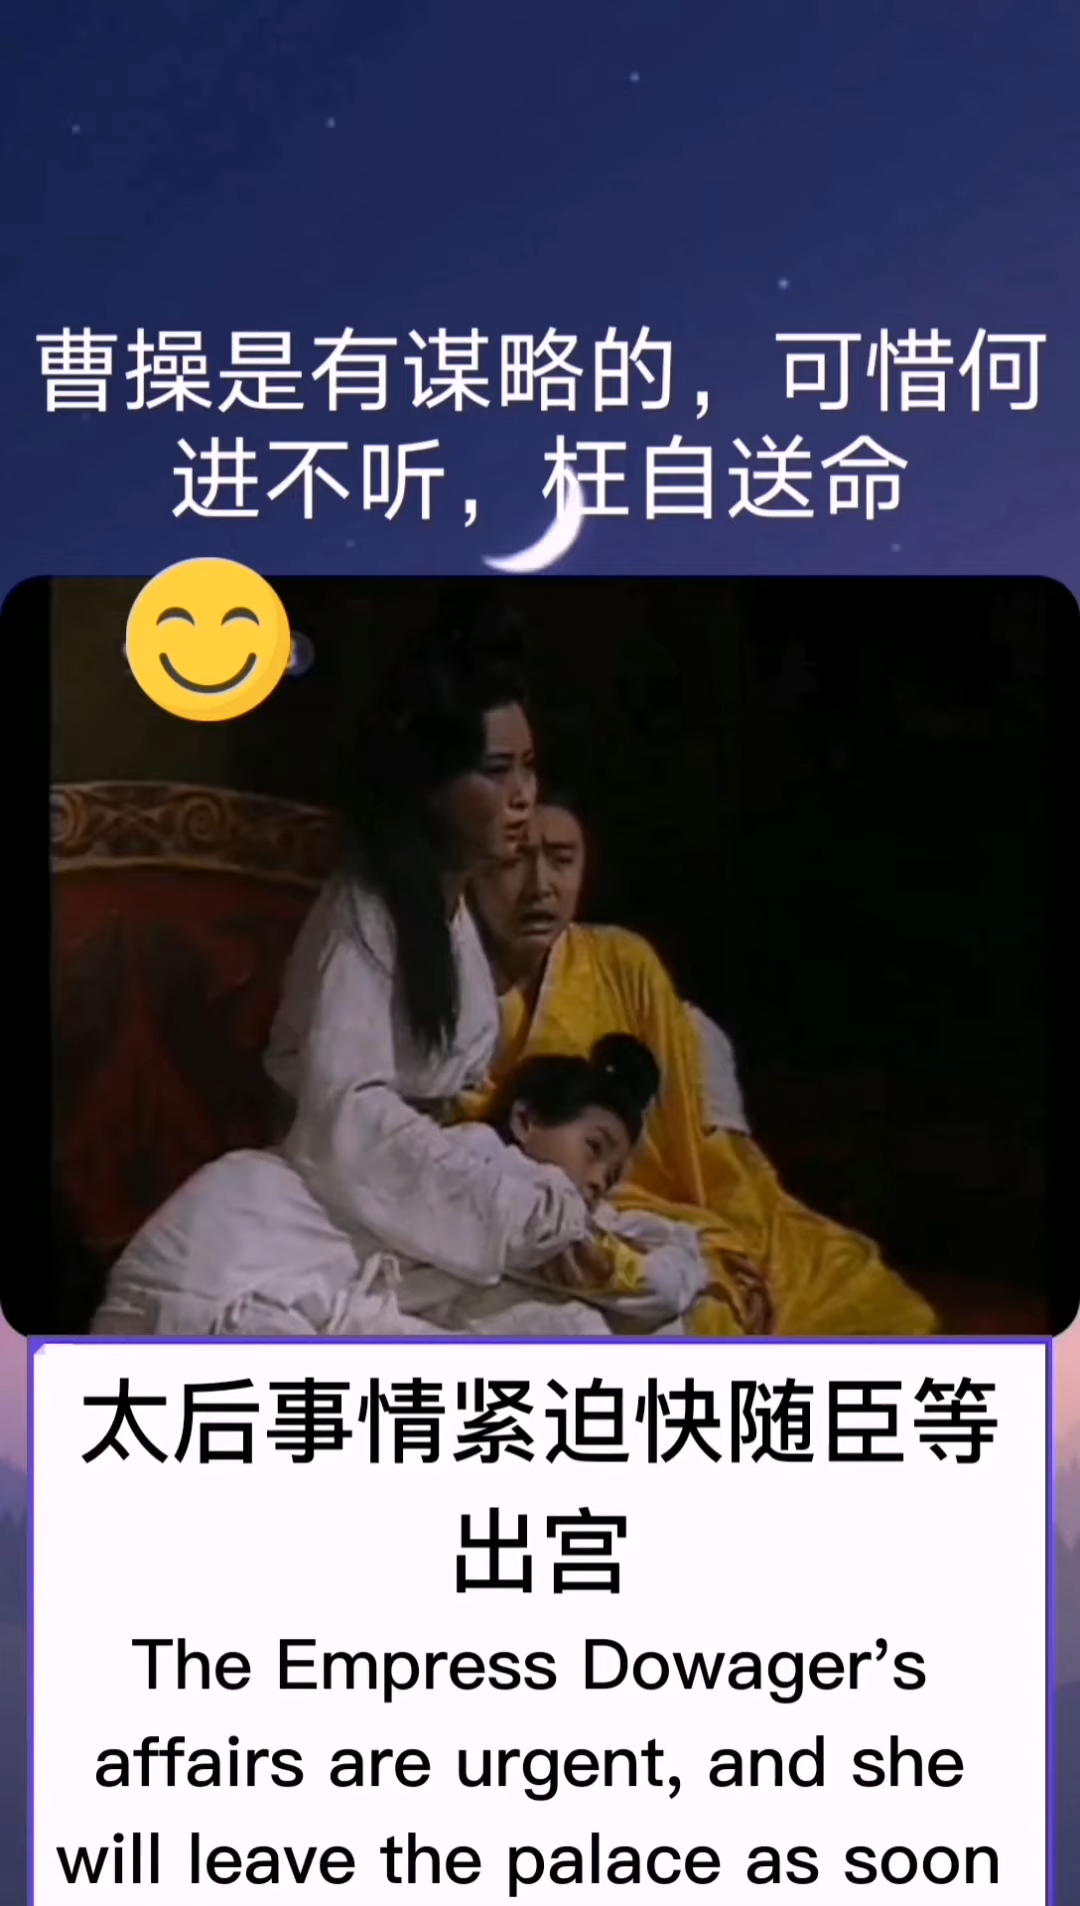 曹操是有谋略的，可惜何
进不听，枉自送命
太后事情紧迫快随臣等
出宫
The Empress Dowager's
affairs are urgent, and she
will leave the palace as soon